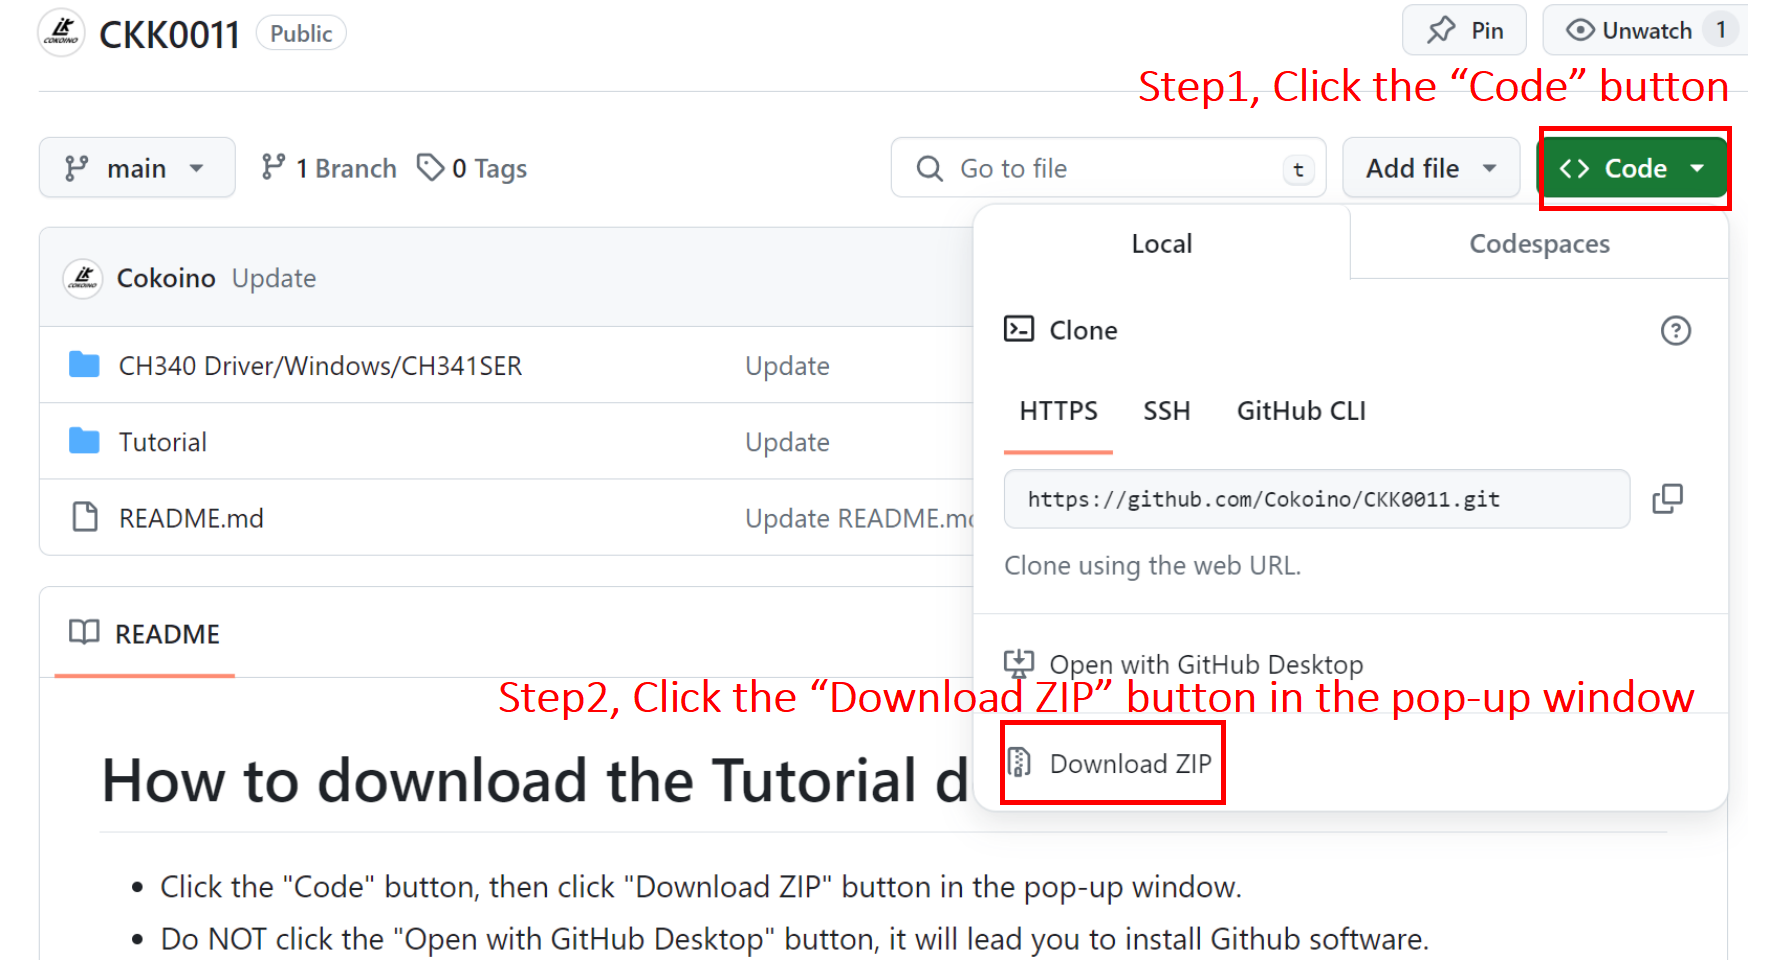 CKK0011 Public Pin Unwatch 1
Step1, Click the “Code” button
main 1 Branch 0 Tags Go to file t Add file Code
Local Codespaces
Cokoino Update
Clone
CH340 Driver/Windows/CH341SER Update
HTTPS SSH GitHub CLI
Tutorial Update
https://github.com/Cokoino/CKK0011.git
README.md Update README.md
Clone using the web URL.
README
Open with GitHub Desktop
Step2, Click the “Download ZIP” button in the pop-up window
Download ZIP
How to download the Tutorial d
Click the "Code" button, then click "Download ZIP" button in the pop-up window.
Do NOT click the "Open with GitHub Desktop" button, it will lead you to install Github software.